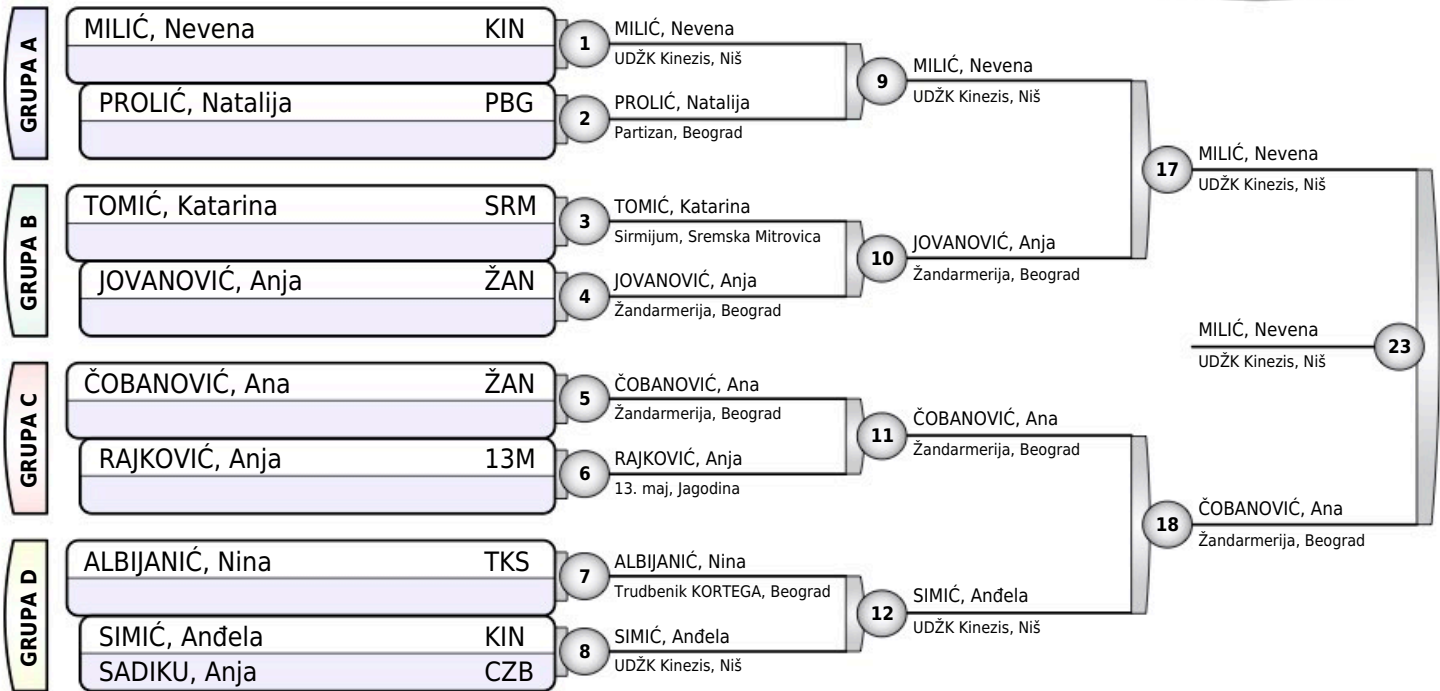 GRUPA A
MILIĆ, Nevena KIN
PROLIĆ, Natalija PBG
GRUPA B
TOMIĆ, Katarina SRM
JOVANOVIĆ, Anja ŽAN
GRUPA C
ČOBANOVIĆ, Ana ŽAN
RAJKOVIĆ, Anja 13M
GRUPA D
ALBIJANIĆ, Nina TKS
SIMIĆ, Anđela KIN
SADIKU, Anja CZB
1
MILIĆ, Nevena
UDŽK Kinezis, Niš
2
PROLIĆ, Natalija
Partizan, Beograd
3
TOMIĆ, Katarina
Sirmijum, Sremska Mitrovica
4
JOVANOVIĆ, Anja
Žandarmerija, Beograd
5
ČOBANOVIĆ, Ana
Žandarmerija, Beograd
6
RAJKOVIĆ, Anja
13. maj, Jagodina
7
ALBIJANIĆ, Nina
Trudbenik KORTEGA, Beograd
8
SIMIĆ, Anđela
UDŽK Kinezis, Niš
9
MILIĆ, Nevena
UDŽK Kinezis, Niš
10
JOVANOVIĆ, Anja
Žandarmerija, Beograd
11
ČOBANOVIĆ, Ana
Žandarmerija, Beograd
12
SIMIĆ, Anđela
UDŽK Kinezis, Niš
17
MILIĆ, Nevena
UDŽK Kinezis, Niš
18
ČOBANOVIĆ, Ana
Žandarmerija, Beograd
MILIĆ, Nevena
UDŽK Kinezis, Niš
23